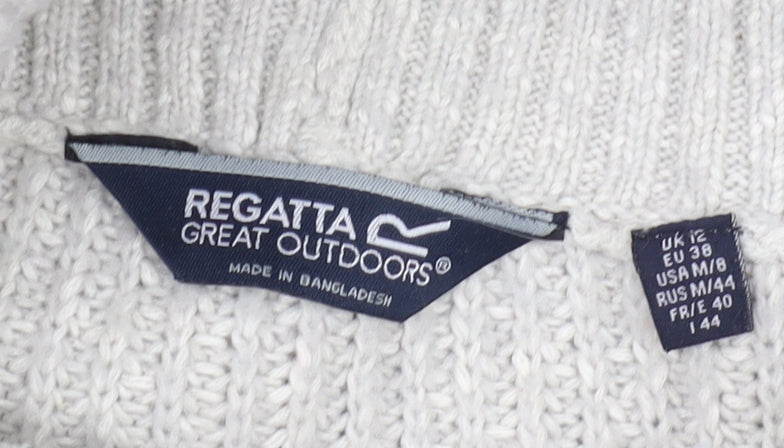 REGATTA R
GREAT OUTDOORS®
MADE IN BANGLADESH
UK 12
EU 38
USA M/8
RUS M/44
FR/E 40
I 44